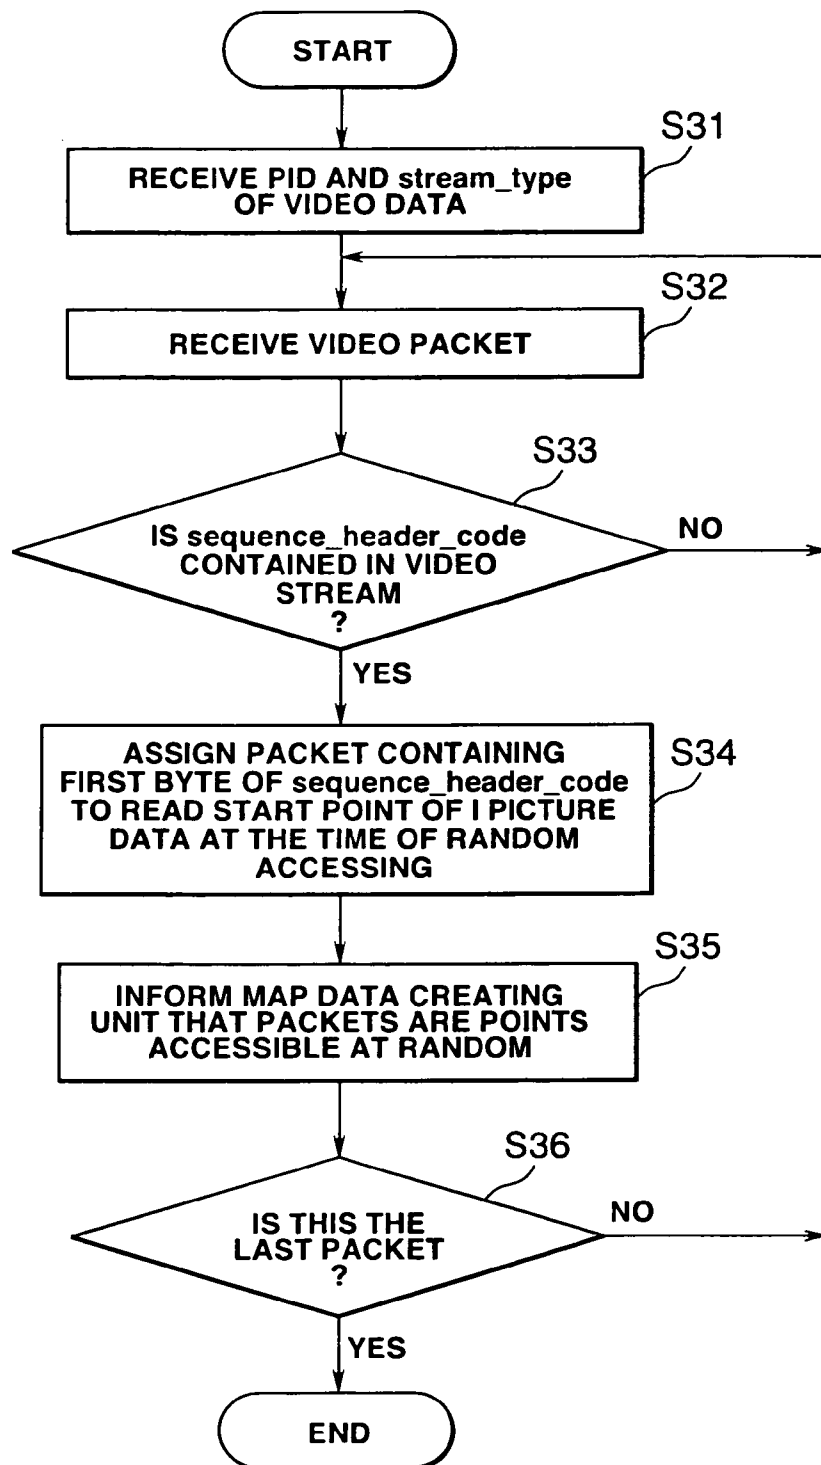 START
S31
RECEIVE PID AND stream_type
OF VIDEO DATA
S32
RECEIVE VIDEO PACKET
S33
IS sequence_header_code
CONTAINED IN VIDEO
STREAM
?
NO
YES
S34
ASSIGN PACKET CONTAINING
FIRST BYTE OF sequence_header_code
TO READ START POINT OF I PICTURE
DATA AT THE TIME OF RANDOM
ACCESSING
S35
INFORM MAP DATA CREATING
UNIT THAT PACKETS ARE POINTS
ACCESSIBLE AT RANDOM
S36
IS THIS THE
LAST PACKET
?
NO
YES
END